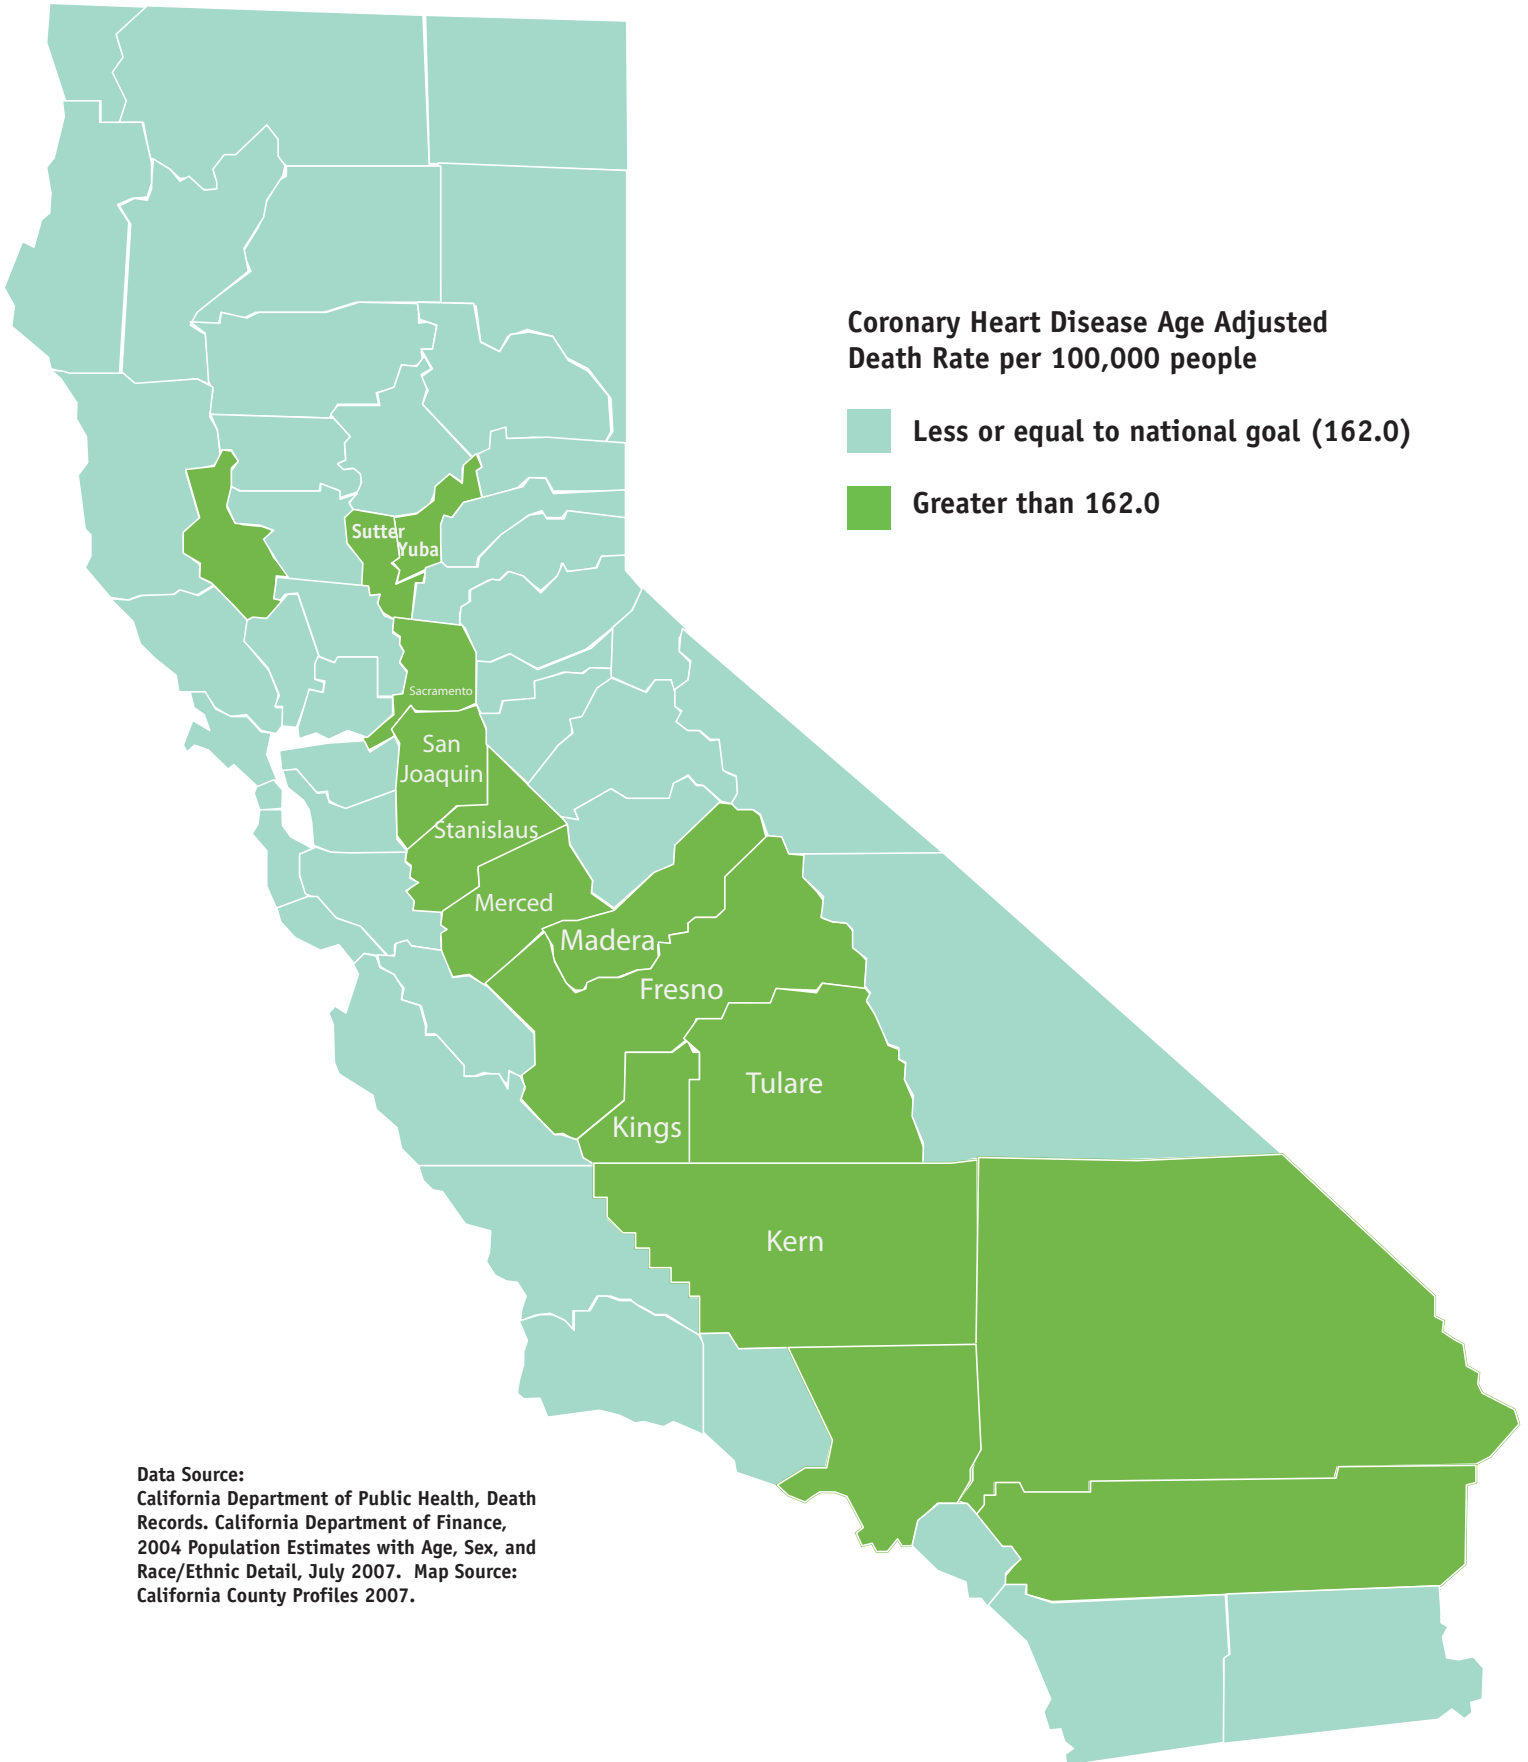 Coronary Heart Disease Age Adjusted
Death Rate per 100,000 people
Less or equal to national goal (162.0)
Greater than 162.0
Sutter
Yuba
Sacramento
San
Joaquin
Stanislaus
Merced
Madera
Fresno
Tulare
Kings
Kern
Data Source:
California Department of Public Health, Death
Records. California Department of Finance,
2004 Population Estimates with Age, Sex, and
Race/Ethnic Detail, July 2007.  Map Source:
California County Profiles 2007.